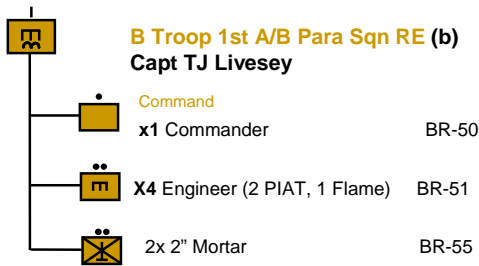 B Troop 1st A/B Para Sqn RE (b)
Capt TJ Livesey
Command
x1 Commander BR-50
X4 Engineer (2 PIAT, 1 Flame) BR-51
2x 2" Mortar BR-55